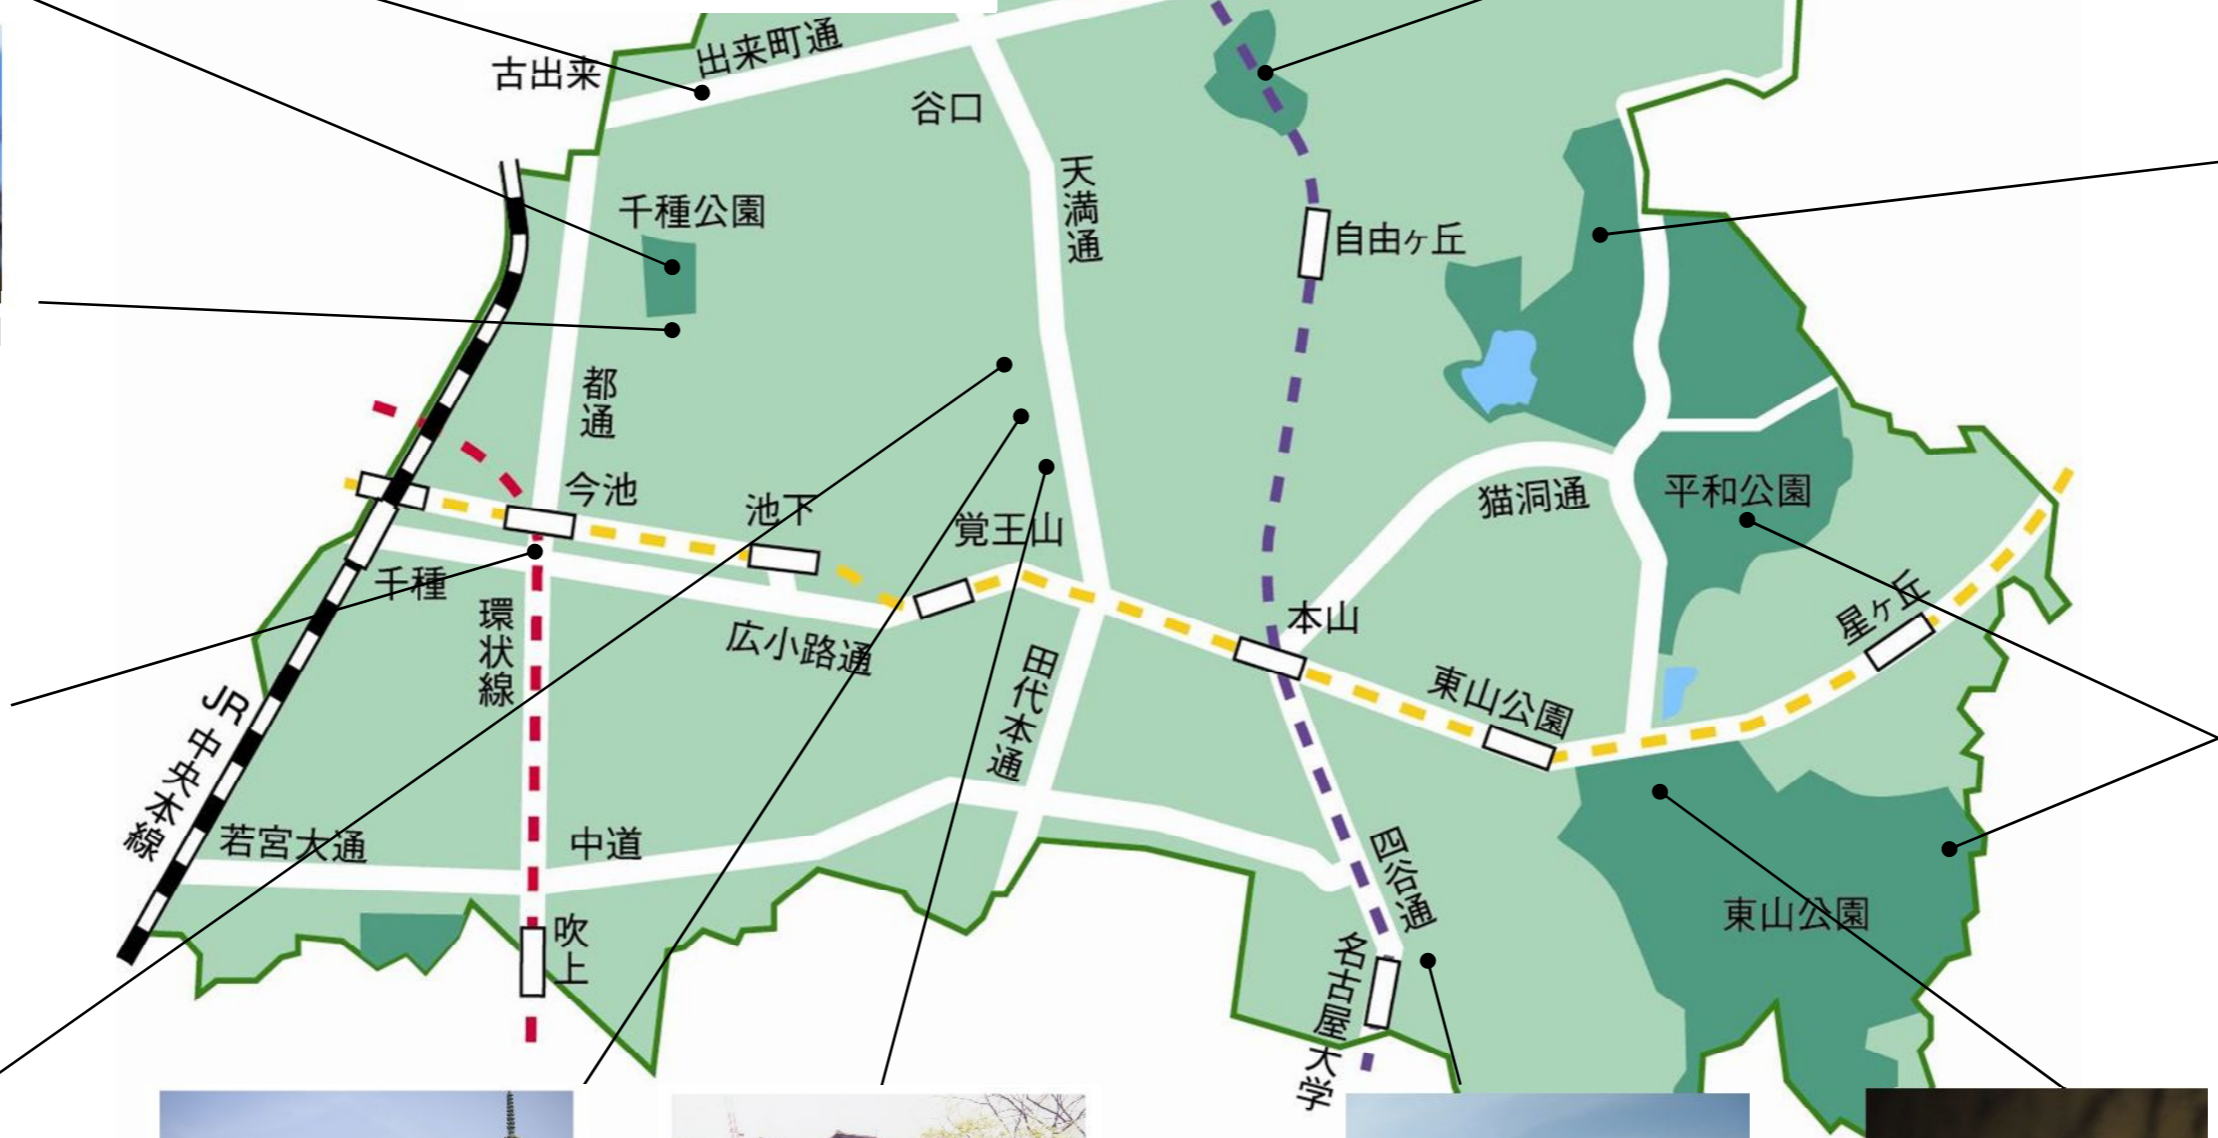 出来町通
古出来
谷口
天満通
千種公園
自由ヶ丘
都通
今池
池下
覚王山
猫洞通
平和公園
千種
環状線
広小路通
本山
星ヶ丘
田代本通
東山公園
JR中央本線
若宮大通
中道
四谷通
東山公園
吹上
名古屋大学